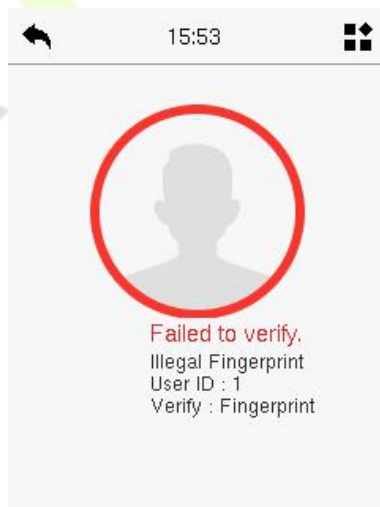 15:53
Failed to verify.
Illegal Fingerprint
User ID : 1
Verify : Fingerprint